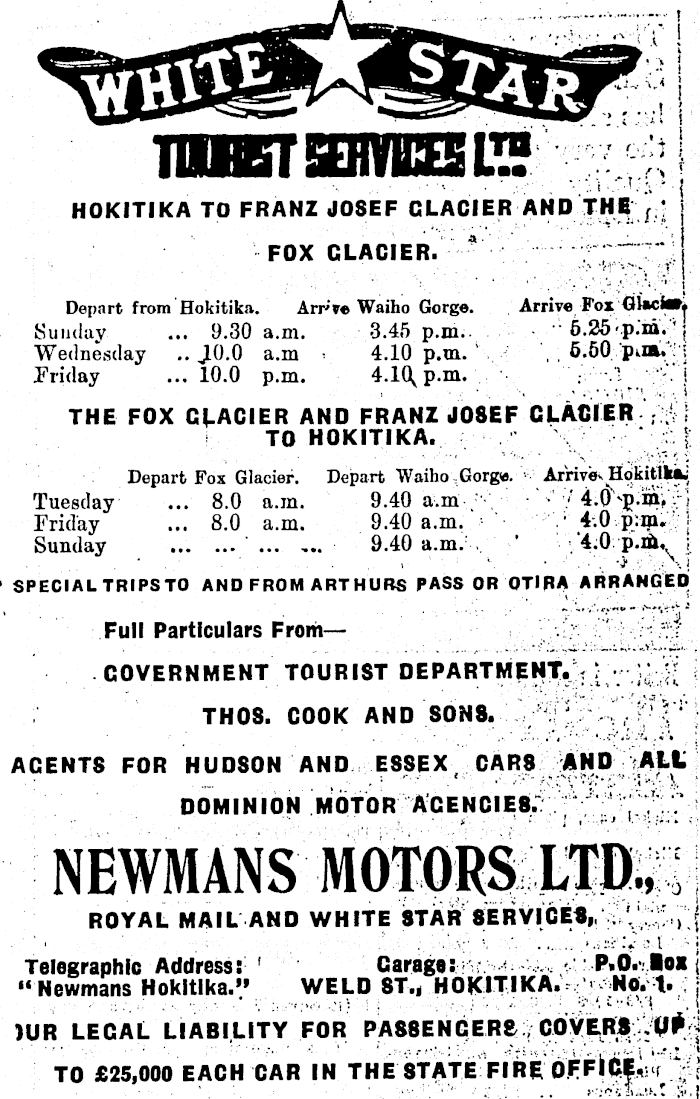 WHITE STAR
TOURIST SERVICES LTD
HOKITIKA TO FRANZ JOSEF GLACIER AND THE
FOX GLACIER.
Depart from Hokitika. Arrive Waiho Gorge. Arrive Fox Glacier.
Sunday ... 9.30 a.m. 3.45 p.m. 5.25 p.m.
Wednesday .. 10.0 a.m 4.10 p.m. 5.50 p.m.
Friday ... 10.0 p.m. 4.10 p.m.
THE FOX GLACIER AND FRANZ JOSEF GLACIER
TO HOKITIKA.
Depart Fox Glacier. Depart Waiho Gorge. Arrive Hokitika.
Tuesday ... 8.0 a.m. 9.40 a.m 4.0 p.m.
Friday ... 8.0 a.m. 9.40 a.m. 4.0 p.m.
Sunday ... ... ... ... 9.40 a.m. 4.0 p.m.
SPECIAL TRIPS TO AND FROM ARTHURS PASS OR OTIRA ARRANGED
Full Particulars From—
GOVERNMENT TOURIST DEPARTMENT.
THOS. COOK AND SONS.
AGENTS FOR HUDSON AND ESSEX CARS AND ALL
DOMINION MOTOR AGENCIES.
NEWMANS MOTORS LTD.,
ROYAL MAIL AND WHITE STAR SERVICES,
Telegraphic Address: Garage: P.O. Box
"Newmans Hokitika." WELD ST., HOKITIKA. No. 1.
OUR LEGAL LIABILITY FOR PASSENGERS COVERS UP
TO £25,000 EACH CAR IN THE STATE FIRE OFFICE.